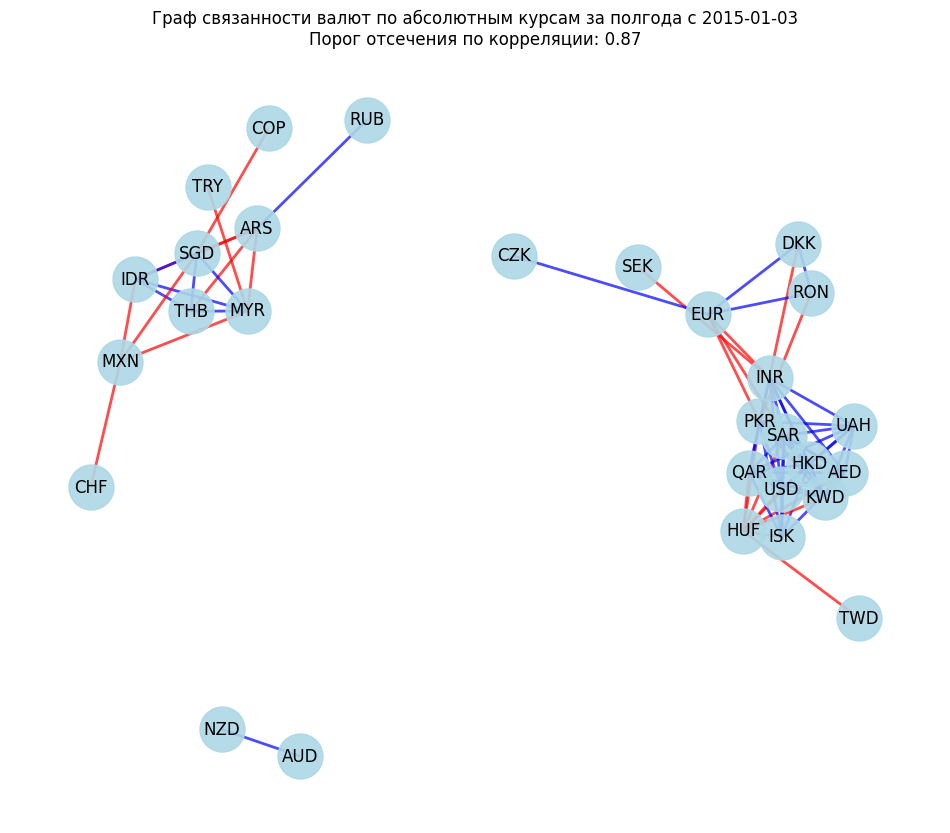 Граф связанности валют по абсолютным курсам за полгода с 2015-01-03
Порог отсечения по корреляции: 0.87
COP
RUB
TRY
ARS
SGD
IDR
THB
MYR
MXN
CHF
CZK
SEK
DKK
RON
EUR
INR
PKR
SAR
UAH
QAR
HKD
AED
USD
KWD
HUF
ISK
TWD
NZD
AUD